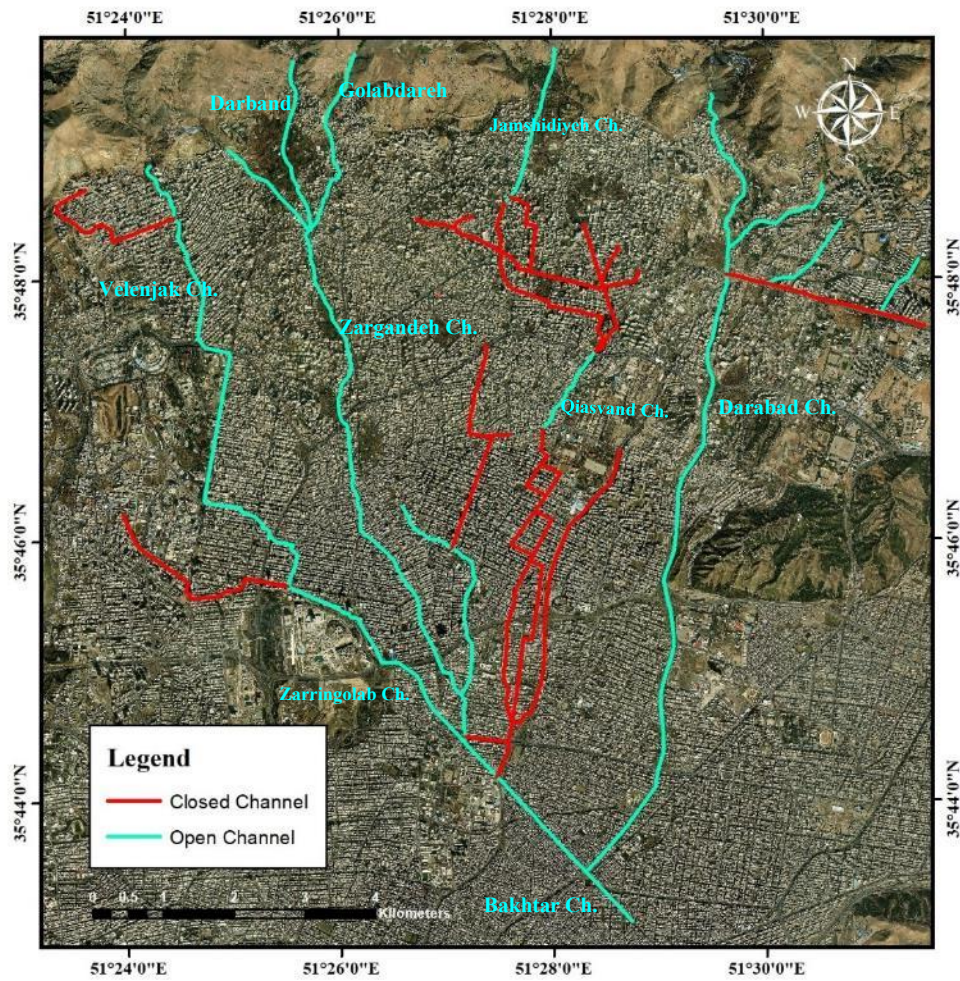 51°24'0"E 51°26'0"E 51°28'0"E 51°30'0"E
N
W E
S
Darband
Golabdareh
Jamshidiyeh Ch.
35°48'0"N
35°48'0"N
Velenjak Ch.
Zargandeh Ch.
Qiasvand Ch.
Darabad Ch.
35°46'0"N
35°46'0"N
Zarringolab Ch.
Legend
Closed Channel
Open Channel
35°44'0"N
35°44'0"N
0 0.5 1 2 3 4
Kilometers
Bakhtar Ch.
51°24'0"E 51°26'0"E 51°28'0"E 51°30'0"E